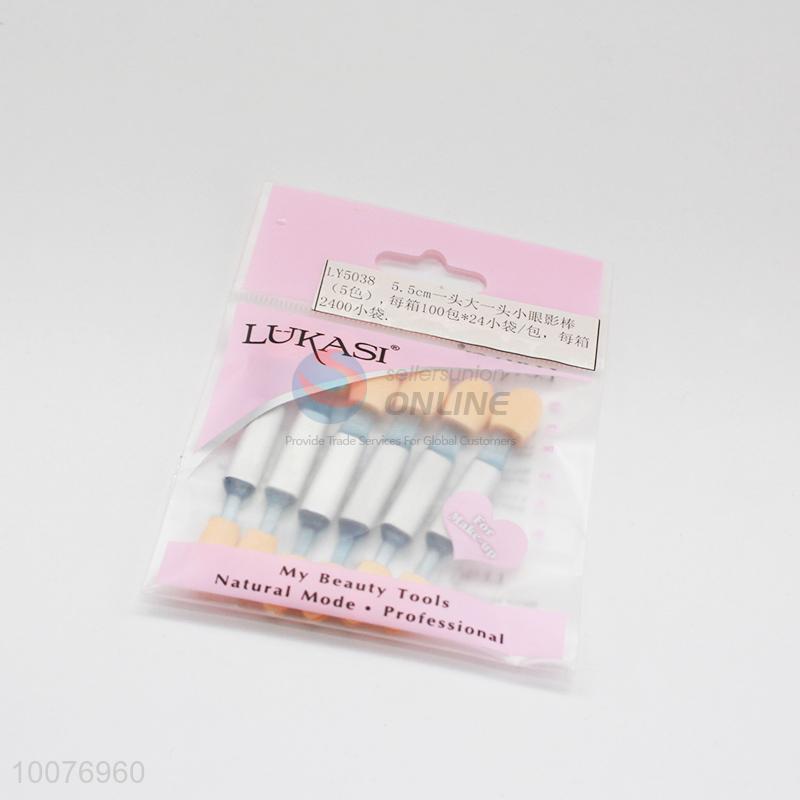 LY5038 5.5cm一头大一头小眼影棒
(5色),每箱100包*24小袋/包,每箱
2400小袋.
LUKASI®
sellersunion
ONLINE
Provide Trade Services For Global Customers
For
Make-up
My Beauty Tools
Natural Mode • Professional
10076960